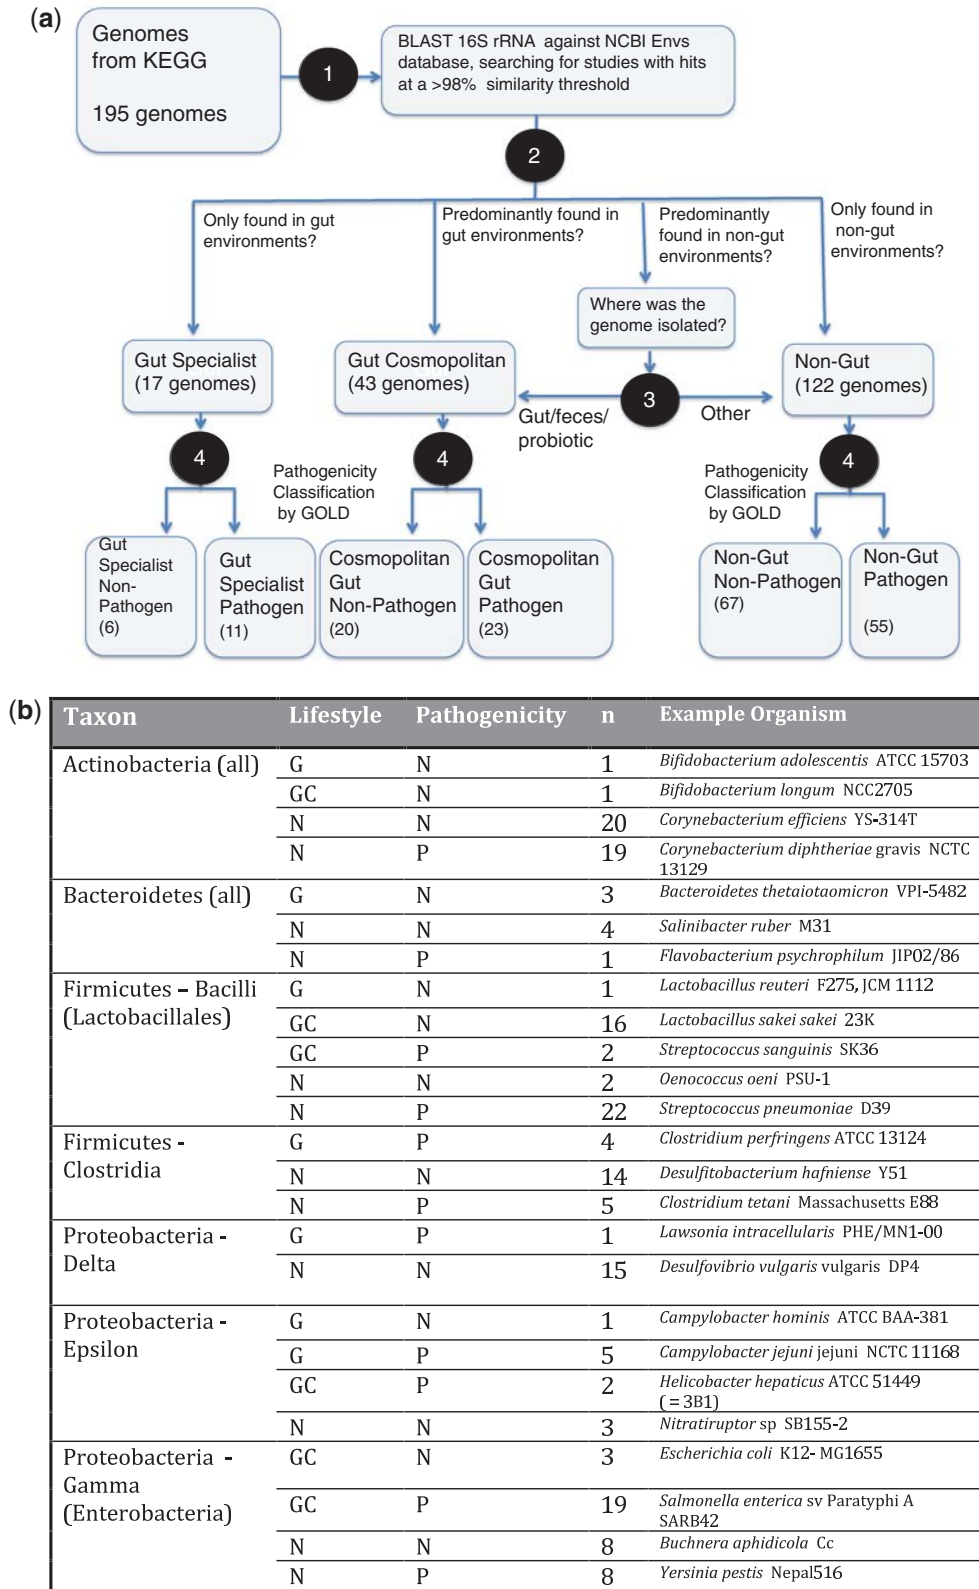 (a)
Genomes
from KEGG
195 genomes
1
BLAST 16S rRNA against NCBI Envs
database, searching for studies with hits
at a >98% similarity threshold
2
Only found in gut
environments?
Predominantly found in
gut environments?
Predominantly
found in non-gut
environments?
Only found in
non-gut
environments?
Where was the
genome isolated?
Gut Specialist
(17 genomes)
Gut Cosmopolitan
(43 genomes)
3
Gut/feces/
probiotic
Other
Non-Gut
(122 genomes)
4
Pathogenicity
Classification
by GOLD
4
Pathogenicity
Classification
by GOLD
4
Gut
Specialist
Non-
Pathogen
(6)
Gut
Specialist
Pathogen
(11)
Cosmopolitan
Gut
Non-Pathogen
(20)
Cosmopolitan
Gut
Pathogen
(23)
Non-Gut
Non-Pathogen
(67)
Non-Gut
Pathogen
(55)
(b)
Taxon Lifestyle Pathogenicity n Example Organism
Actinobacteria (all) G N 1 Bifidobacterium adolescentis ATCC 15703
GC N 1 Bifidobacterium longum NCC2705
N N 20 Corynebacterium efficiens YS-314T
N P 19 Corynebacterium diphtheriae gravis NCTC
13129
Bacteroidetes (all) G N 3 Bacteroidetes thetaiotaomicron VPI-5482
N N 4 Salinibacter ruber M31
N P 1 Flavobacterium psychrophilum JIP02/86
Firmicutes – Bacilli G N 1 Lactobacillus reuteri F275, JCM 1112
(Lactobacillales) GC N 16 Lactobacillus sakei sakei 23K
GC P 2 Streptococcus sanguinis SK36
N N 2 Oenococcus oeni PSU-1
N P 22 Streptococcus pneumoniae D39
Firmicutes - G P 4 Clostridium perfringens ATCC 13124
Clostridia N N 14 Desulfitobacterium hafniense Y51
N P 5 Clostridium tetani Massachusetts E88
Proteobacteria - G P 1 Lawsonia intracellularis PHE/MN1-00
Delta N N 15 Desulfovibrio vulgaris vulgaris DP4
Proteobacteria - G N 1 Campylobacter hominis ATCC BAA-381
Epsilon G P 5 Campylobacter jejuni jejuni NCTC 11168
GC P 2 Helicobacter hepaticus ATCC 51449
( = 3B1)
N N 3 Nitratiruptor sp SB155-2
Proteobacteria - GC N 3 Escherichia coli K12- MG1655
Gamma
(Enterobacteria) GC P 19 Salmonella enterica sv Paratyphi A
SARB42
N N 8 Buchnera aphidicola Cc
N P 8 Yersinia pestis Nepal516